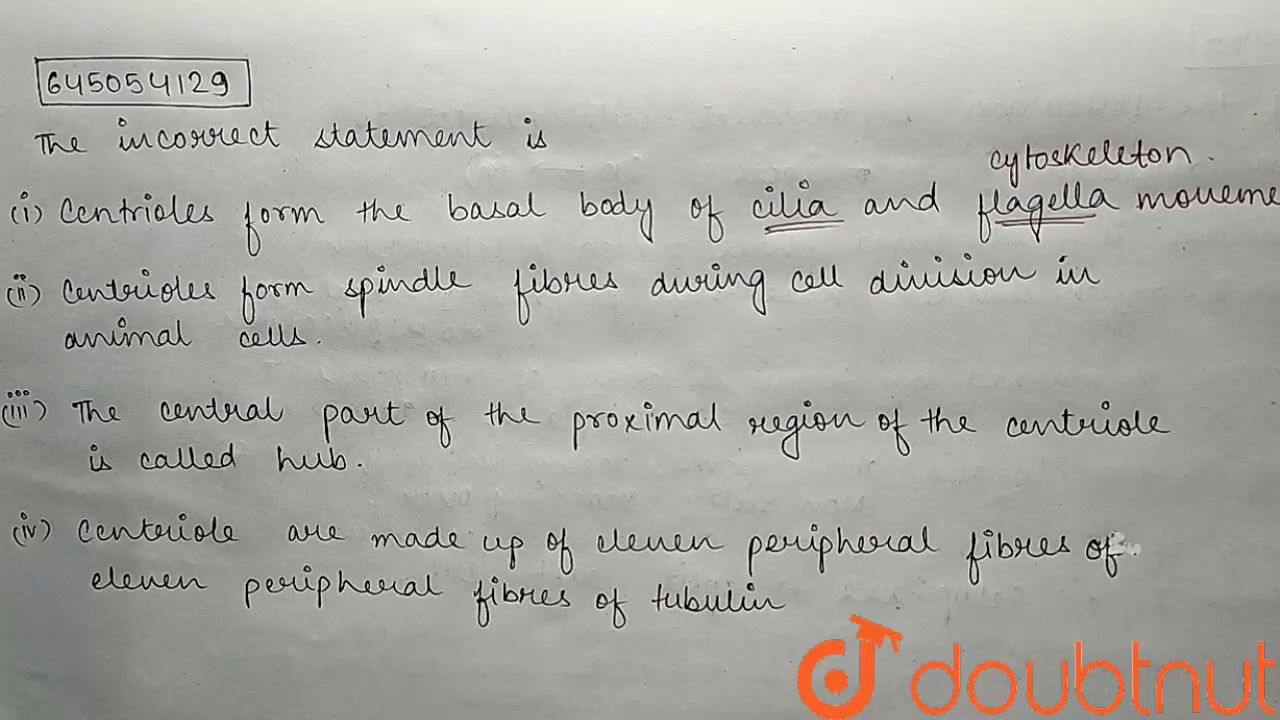 645054129
The incorrect statement is
cytoskeleton.
(i) Centrioles form the basal body of cilia and flagella moveme
(ii) Centrioles form spindle fibres during cell division in
animal cells.
(iii) The central part of the proximal region of the centriole
is called hub.
(iv) Centriole are made up of eleven peripheral fibres of
eleven peripheral fibres of tubulin
doubtnut